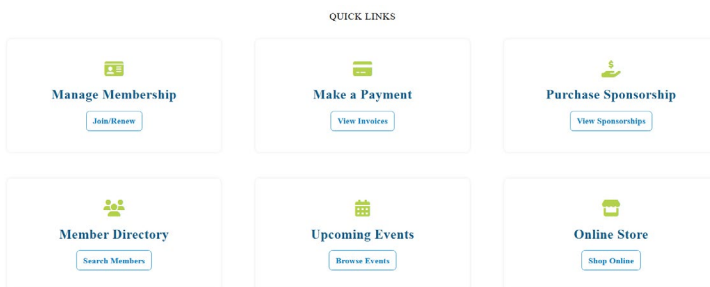 QUICK LINKS
Manage Membership
Join/Renew
Make a Payment
View Invoices
Purchase Sponsorship
View Sponsorships
Member Directory
Search Members
Upcoming Events
Browse Events
Online Store
Shop Online